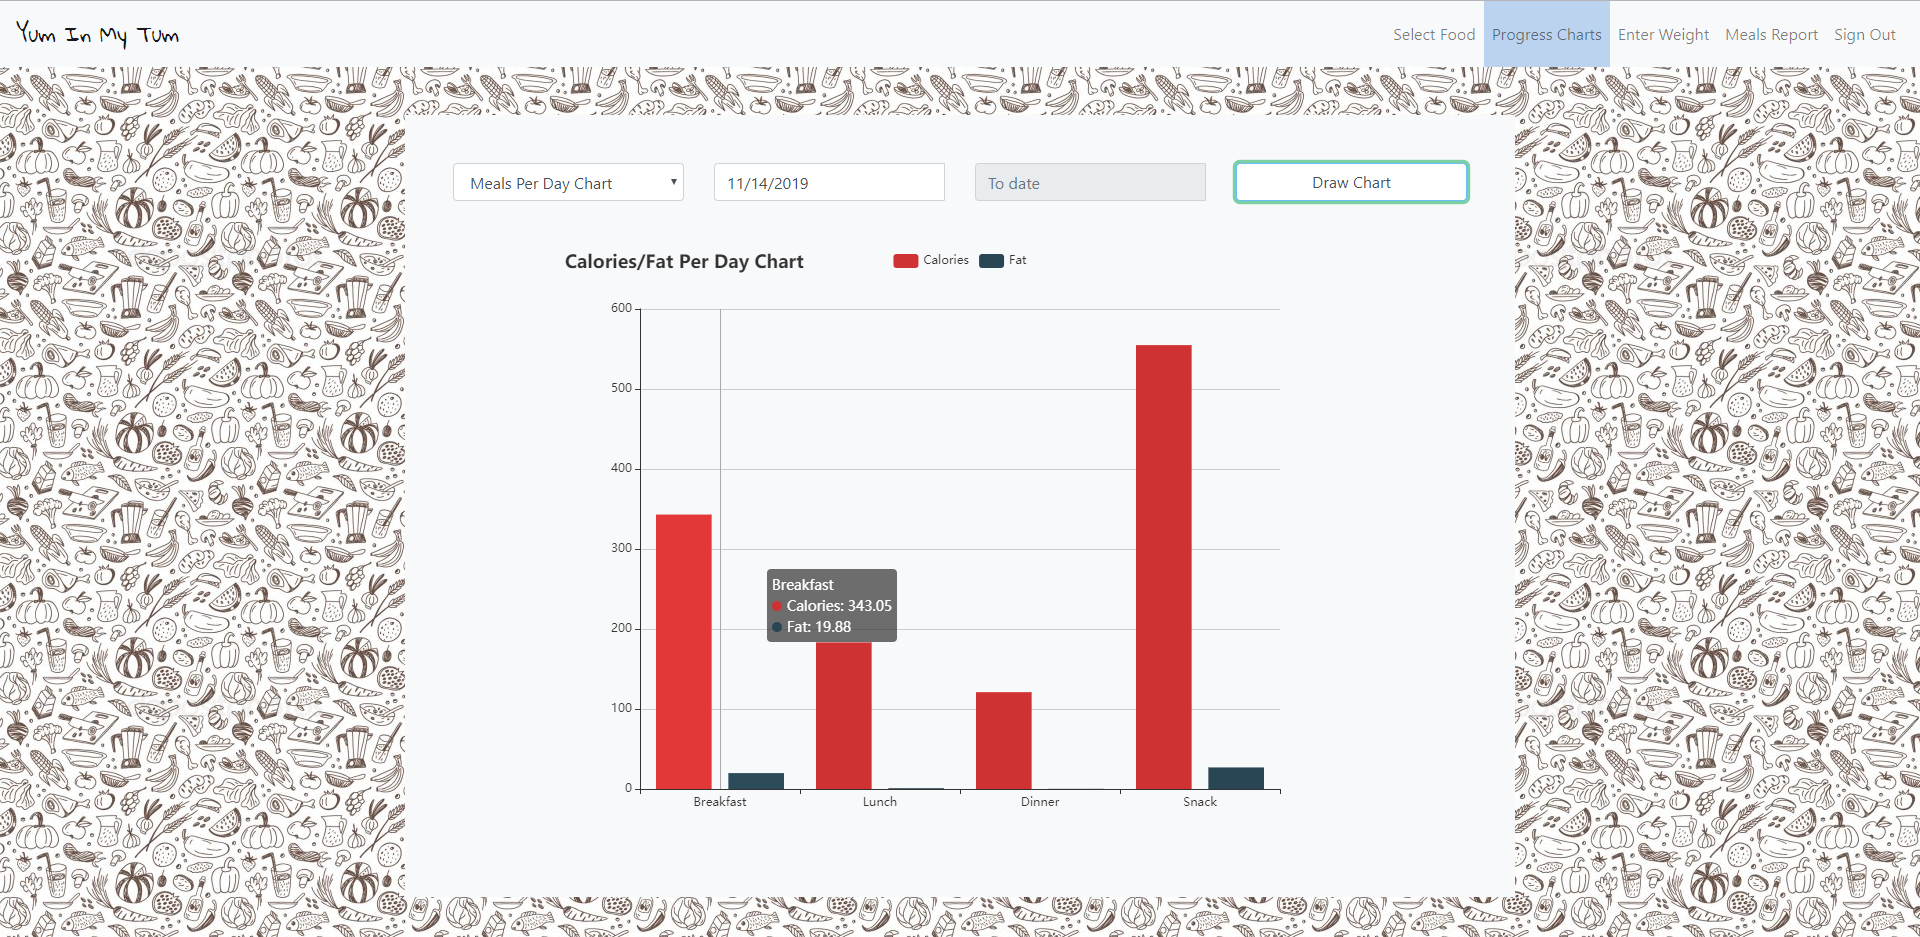 Yum In My Tum
Select Food Progress Charts Enter Weight Meals Report Sign Out
Meals Per Day Chart 11/14/2019 To date Draw Chart
Calories/Fat Per Day Chart Calories Fat
600
500
400
300
200
100
0
Breakfast
Calories: 343.05
Fat: 19.88
Breakfast Lunch Dinner Snack